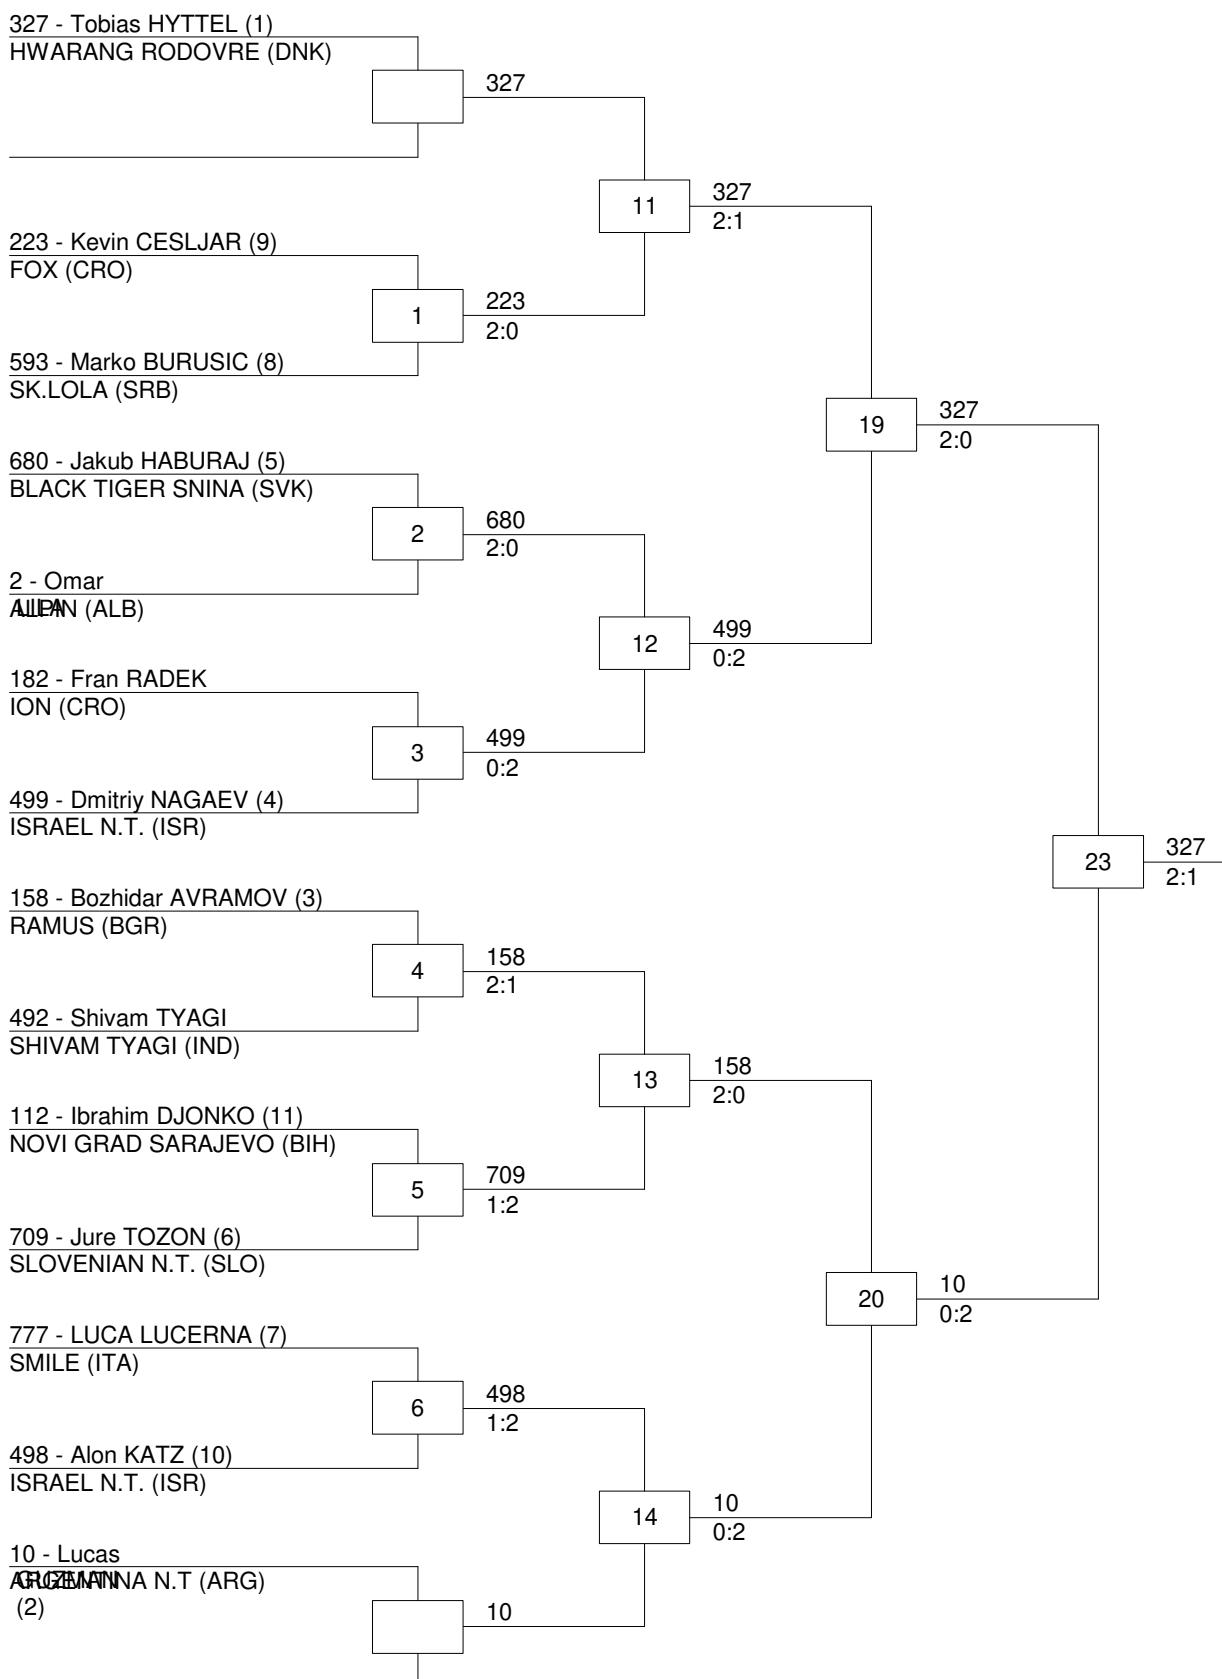 327 - Tobias HYTTEL (1)
HWARANG RODOVRE (DNK)
327
11
327
2:1
223 - Kevin CESLJAR (9)
FOX (CRO)
1
223
2:0
593 - Marko BURUSIC (8)
SK.LOLA (SRB)
19
327
2:0
680 - Jakub HABURAJ (5)
BLACK TIGER SNINA (SVK)
2
680
2:0
2 - Omar
ALPIN (ALB)
12
499
0:2
182 - Fran RADEK
ION (CRO)
3
499
0:2
499 - Dmitriy NAGAEV (4)
ISRAEL N.T. (ISR)
23
327
2:1
158 - Bozhidar AVRAMOV (3)
RAMUS (BGR)
4
158
2:1
492 - Shivam TYAGI
SHIVAM TYAGI (IND)
13
158
2:0
112 - Ibrahim DJONKO (11)
NOVI GRAD SARAJEVO (BIH)
5
709
1:2
709 - Jure TOZON (6)
SLOVENIAN N.T. (SLO)
20
10
0:2
777 - LUCA LUCERNA (7)
SMILE (ITA)
6
498
1:2
498 - Alon KATZ (10)
ISRAEL N.T. (ISR)
14
10
0:2
10 - Lucas
GUZMAN
ARGENTINA N.T (ARG)
(2)
10